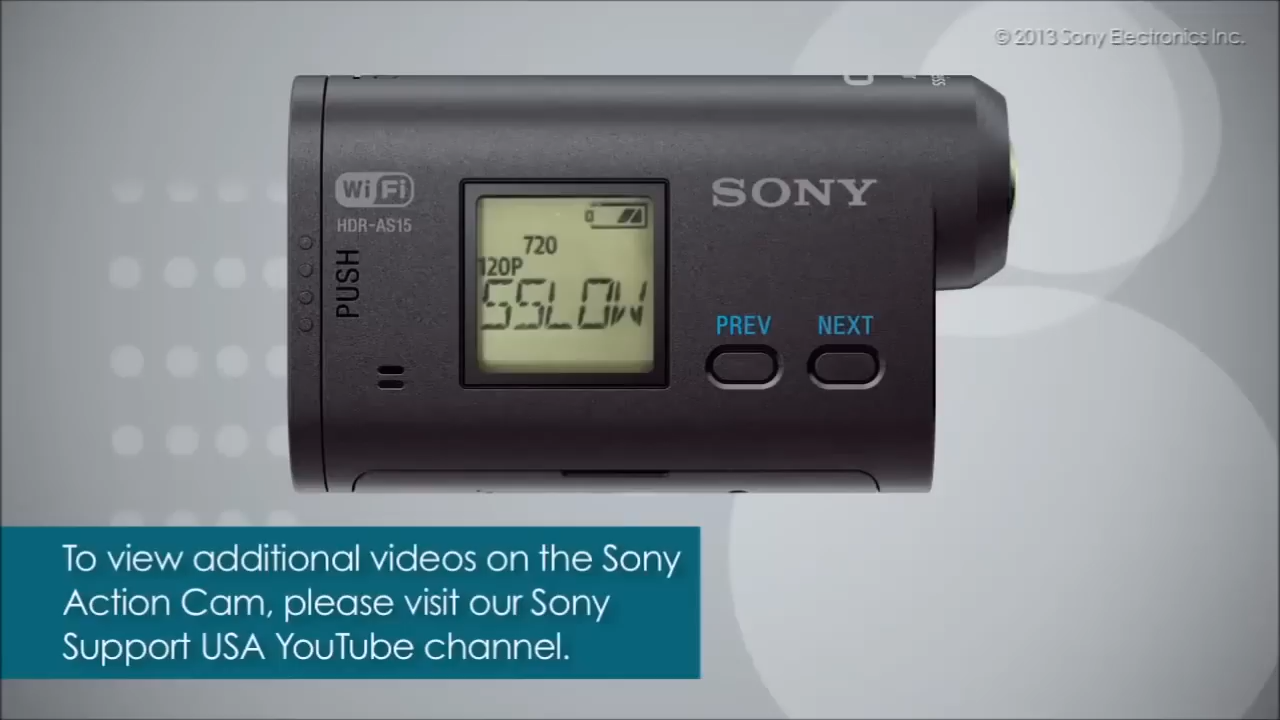 © 2013 Sony Electronics Inc.
WiFi
HDR-AS15
PUSH
720
120P
SSLOW
SONY
PREV NEXT
To view additional videos on the Sony
Action Cam, please visit our Sony
Support USA YouTube channel.